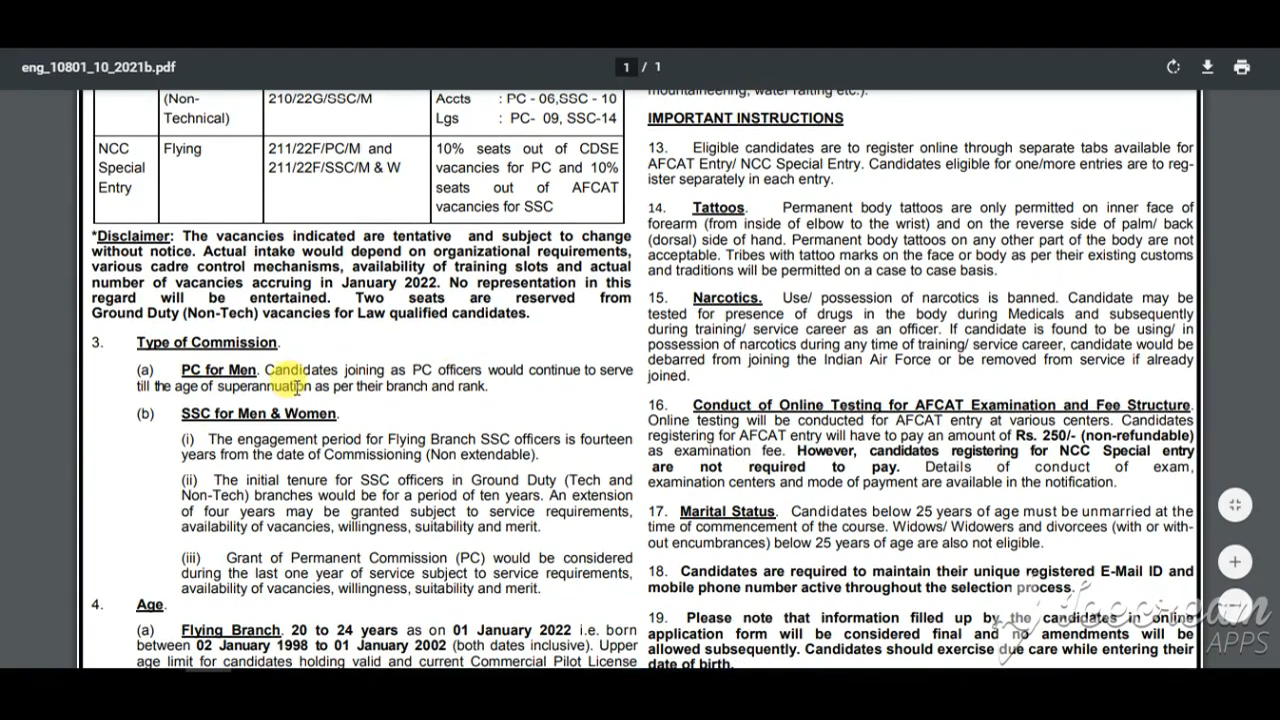 eng_10801_10_2021b.pdf
1 / 1
(Non-
Technical)
210/22G/SSC/M
Accts : PC - 06,SSC - 10
Lgs : PC- 09, SSC-14
NCC
Special
Entry
Flying
211/22F/PC/M and
211/22F/SSC/M & W
10% seats out of CDSE
vacancies for PC and 10%
seats out of AFCAT
vacancies for SSC
*Disclaimer: The vacancies indicated are tentative and subject to change
without notice. Actual intake would depend on organizational requirements,
various cadre control mechanisms, availability of training slots and actual
number of vacancies accruing in January 2022. No representation in this
regard will be entertained. Two seats are reserved from
Ground Duty (Non-Tech) vacancies for Law qualified candidates.
3. Type of Commission.
(a) PC for Men. Candidates joining as PC officers would continue to serve
till the age of superannuation as per their branch and rank.
(b) SSC for Men & Women.
(i) The engagement period for Flying Branch SSC officers is fourteen
years from the date of Commissioning (Non extendable).
(ii) The initial tenure for SSC officers in Ground Duty (Tech and
Non-Tech) branches would be for a period of ten years. An extension
of four years may be granted subject to service requirements,
availability of vacancies, willingness, suitability and merit.
(iii) Grant of Permanent Commission (PC) would be considered
during the last one year of service subject to service requirements,
availability of vacancies, willingness, suitability and merit.
4. Age.
(a) Flying Branch. 20 to 24 years as on 01 January 2022 i.e. born
between 02 January 1998 to 01 January 2002 (both dates inclusive). Upper
age limit for candidates holding valid and current Commercial Pilot License
mountaineering, water rafting etc.).
IMPORTANT INSTRUCTIONS
13. Eligible candidates are to register online through separate tabs available for
AFCAT Entry/ NCC Special Entry. Candidates eligible for one/more entries are to reg-
ister separately in each entry.
14. Tattoos. Permanent body tattoos are only permitted on inner face of
forearm (from inside of elbow to the wrist) and on the reverse side of palm/ back
(dorsal) side of hand. Permanent body tattoos on any other part of the body are not
acceptable. Tribes with tattoo marks on the face or body as per their existing customs
and traditions will be permitted on a case to case basis.
15. Narcotics. Use/ possession of narcotics is banned. Candidate may be
tested for presence of drugs in the body during Medicals and subsequently
during training/ service career as an officer. If candidate is found to be using/ in
possession of narcotics during any time of training/ service career, candidate would be
debarred from joining the Indian Air Force or be removed from service if already
joined.
16. Conduct of Online Testing for AFCAT Examination and Fee Structure.
Online testing will be conducted for AFCAT entry at various centers. Candidates
registering for AFCAT entry will have to pay an amount of Rs. 250/- (non-refundable)
as examination fee. However, candidates registering for NCC Special entry
are not required to pay. Details of conduct of exam,
examination centers and mode of payment are available in the notification.
17. Marital Status. Candidates below 25 years of age must be unmarried at the
time of commencement of the course. Widows/ Widowers and divorcees (with or with-
out encumbrances) below 25 years of age are also not eligible.
18. Candidates are required to maintain their unique registered E-Mail ID and
mobile phone number active throughout the selection process.
19. Please note that information filled up by the candidates in online
application form will be considered final and no amendments will be
allowed subsequently. Candidates should exercise due care while entering their
date of birth.
APPS